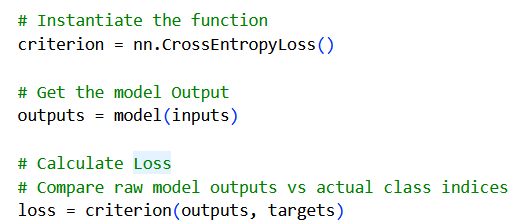 # Instantiate the function
criterion = nn.CrossEntropyLoss()
# Get the model Output
outputs = model(inputs)
# Calculate Loss
# Compare raw model outputs vs actual class indices
loss = criterion(outputs, targets)